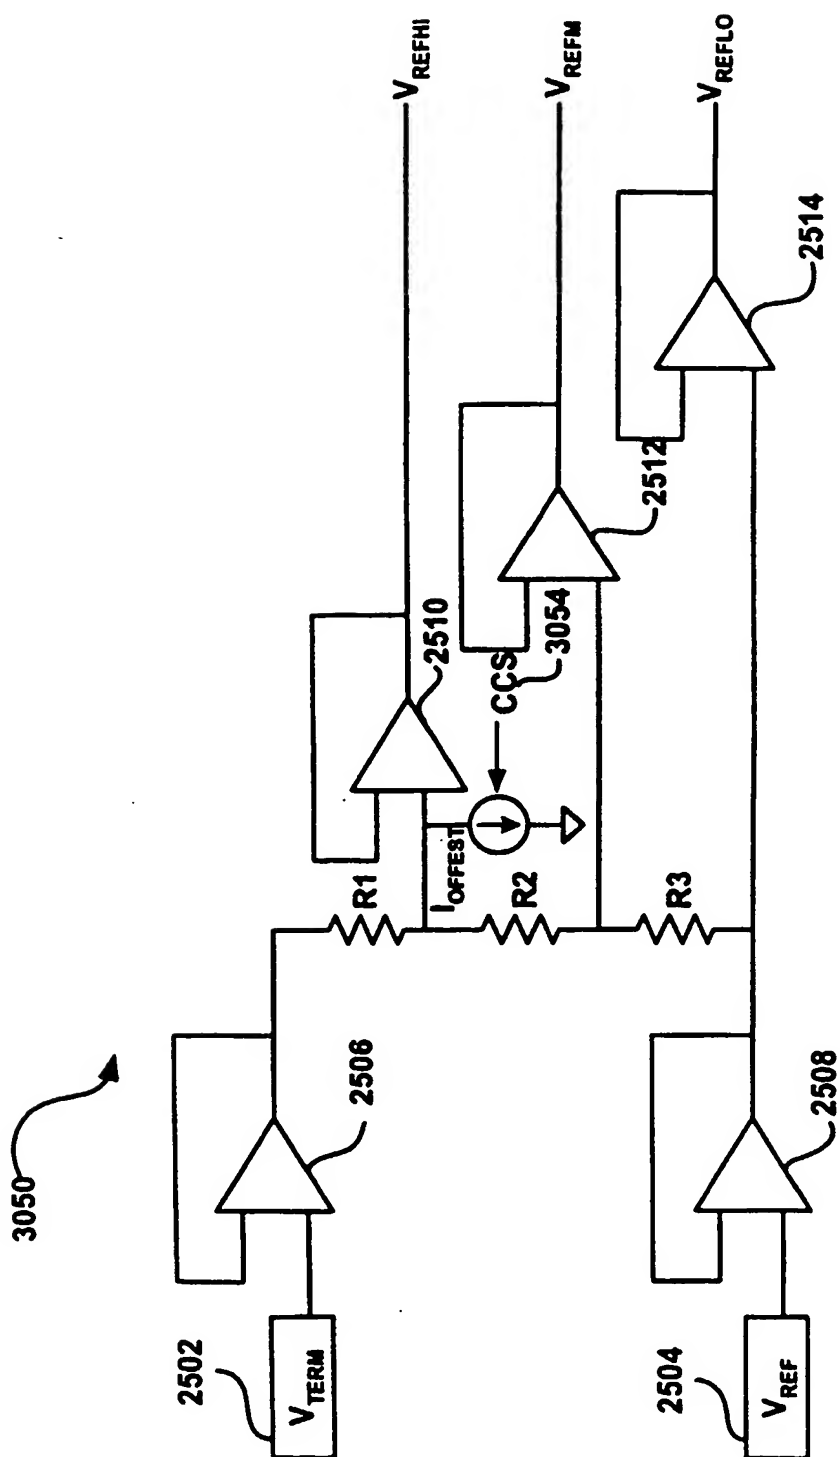 3050
2502
V_TERM
2506
R1
2510
V_REFHI
I_OFFEST
CCS
3054
R2
2512
V_REFM
R3
2504
V_REF
2508
2514
V_REFLO